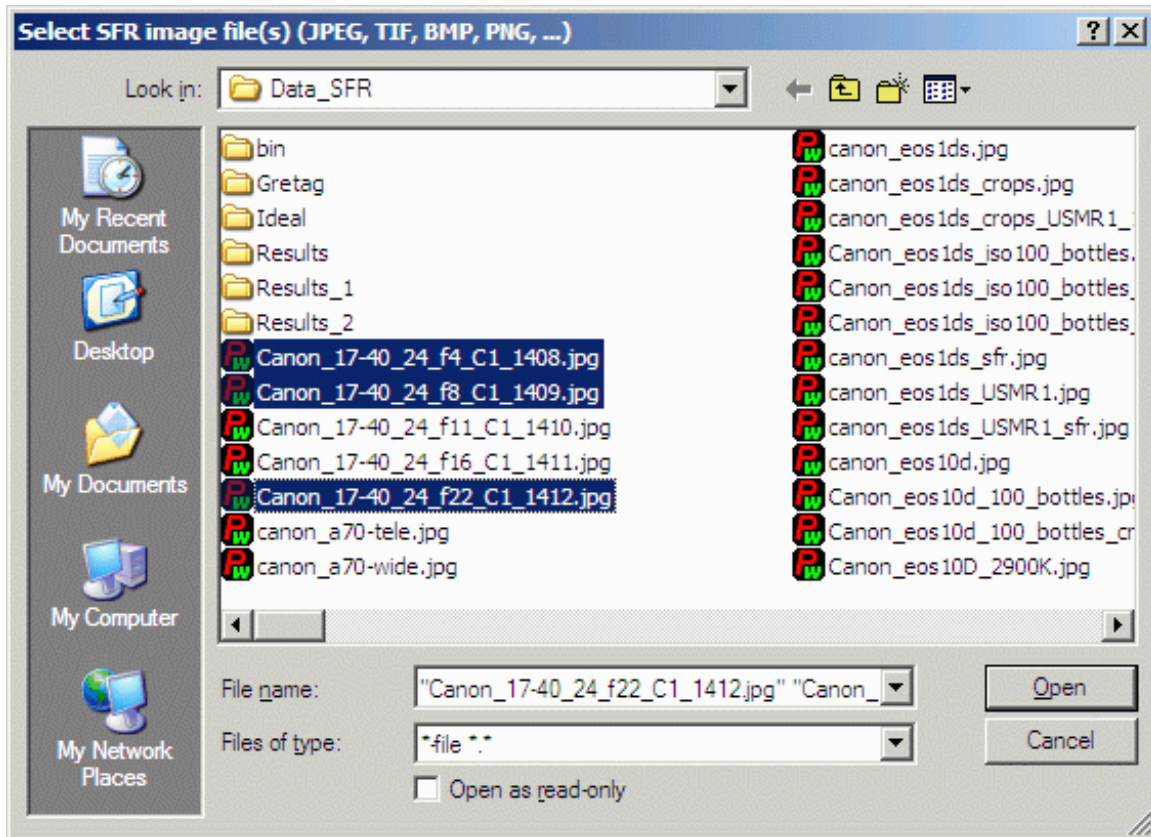 Select SFR image file(s) (JPEG, TIF, BMP, PNG, ...)
Look in:
Data_SFR
My Recent
Documents
Desktop
My Documents
My Computer
My Network
Places
bin
Gretag
Ideal
Results
Results_1
Results_2
Canon_17-40_24_f4_C1_1408.jpg
Canon_17-40_24_f8_C1_1409.jpg
Canon_17-40_24_f11_C1_1410.jpg
Canon_17-40_24_f16_C1_1411.jpg
Canon_17-40_24_f22_C1_1412.jpg
canon_a70-tele.jpg
canon_a70-wide.jpg
canon_eos1ds.jpg
canon_eos1ds_crops.jpg
canon_eos1ds_crops_USMR1_
Canon_eos1ds_iso100_bottles.
Canon_eos1ds_iso100_bottles_
Canon_eos1ds_iso100_bottles_
canon_eos1ds_sfr.jpg
canon_eos1ds_USMR1.jpg
canon_eos1ds_USMR1_sfr.jpg
canon_eos10d.jpg
Canon_eos10d_100_bottles.jp
Canon_eos10d_100_bottles_cr
Canon_eos10D_2900K.jpg
File name:
"Canon_17-40_24_f22_C1_1412.jpg" "Canon_
Open
Files of type:
*-file *.*
Cancel
Open as read-only